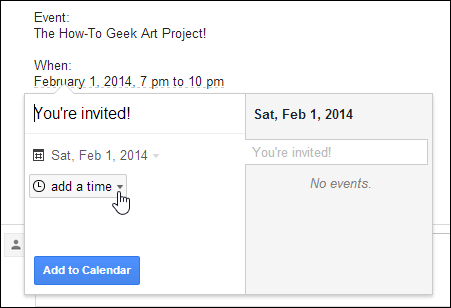 Event:
The How-To Geek Art Project!
When:
February 1, 2014, 7 pm to 10 pm
You're invited!
Sat, Feb 1, 2014
add a time
Add to Calendar
Sat, Feb 1, 2014
You're invited!
No events.